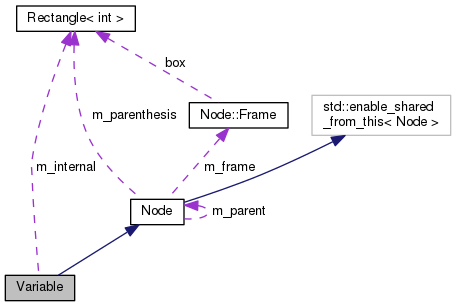 Rectangle< int >
box
std::enable_shared
_from_this< Node >
m_parenthesis
Node::Frame
m_internal
m_frame
Node
m_parent
Variable